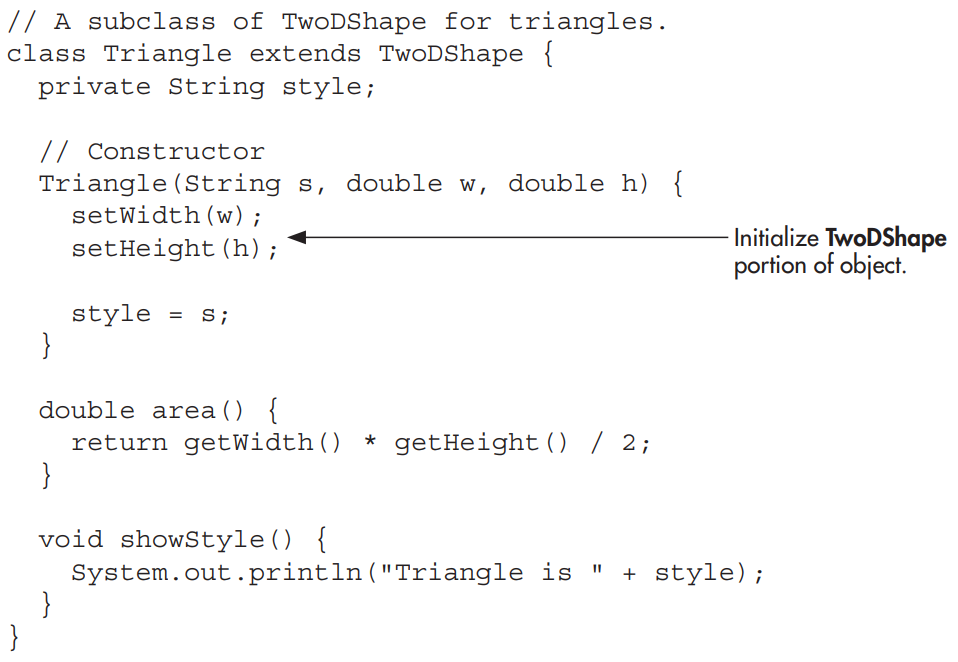 // A subclass of TwoDShape for triangles.
class Triangle extends TwoDShape {
  private String style;

  // Constructor
  Triangle(String s, double w, double h) {
    setWidth(w);
    setHeight(h);
Initialize TwoDShape
portion of object.

    style = s;
  }

  double area() {
    return getWidth() * getHeight() / 2;
  }

  void showStyle() {
    System.out.println("Triangle is " + style);
  }
}